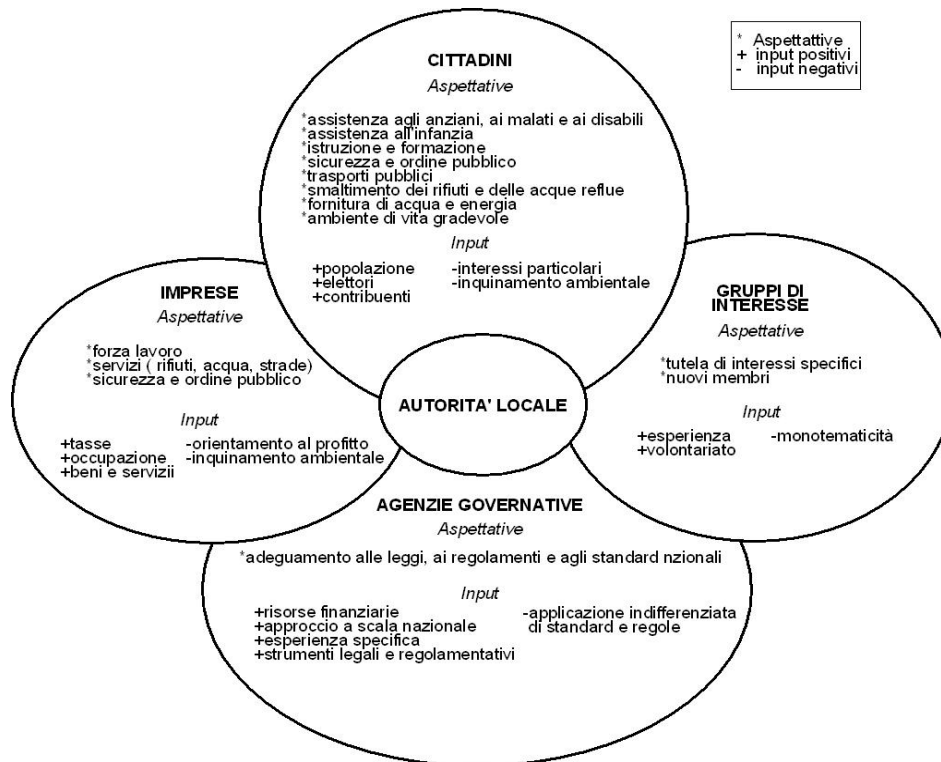 * Aspettattive
+ input positivi
- input negativi
CITTADINI
Aspettative
*assistenza agli anziani, ai malati e ai disabili
*assistenza all'infanzia
*istruzione e formazione
*sicurezza e ordine pubblico
*trasporti pubblici
*smaltimento dei rifiuti e delle acque reflue
*fornitura di acqua e energia
*ambiente di vita gradevole
Input
+popolazione
+elettori
+contribuenti
-interessi particolari
-inquinamento ambientale
IMPRESE
Aspettative
*forza lavoro
*servizi ( rifiuti, acqua, strade)
*sicurezza e ordine pubblico
Input
+tasse
+occupazione
+beni e servizii
-orientamento al profitto
-inquinamento ambientale
AUTORITA' LOCALE
GRUPPI DI
INTERESSE
Aspettative
*tutela di interessi specifici
*nuovi membri
Input
+esperienza
+volontariato
-monotematicità
AGENZIE GOVERNATIVE
Aspettative
*adeguamento alle leggi, ai regolamenti e agli standard nzionali
Input
+risorse finanziarie
+approccio a scala nazionale
+esperienza specifica
+strumenti legali e regolamentativi
-applicazione indifferenziata
di standard e regole